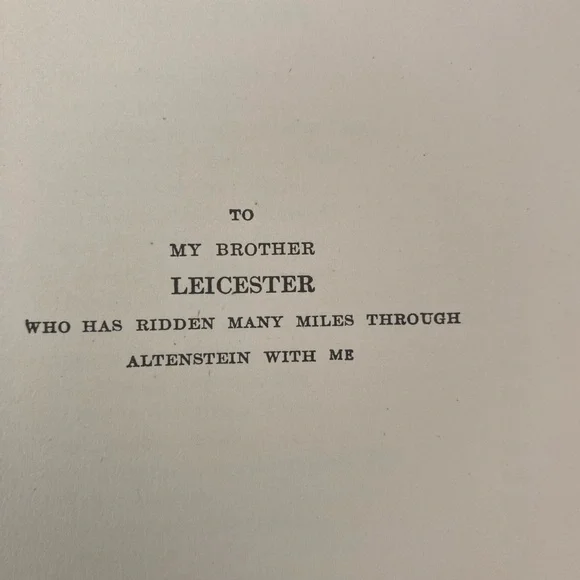 TO
MY BROTHER
LEICESTER
WHO HAS RIDDEN MANY MILES THROUGH
ALTENSTEIN WITH ME